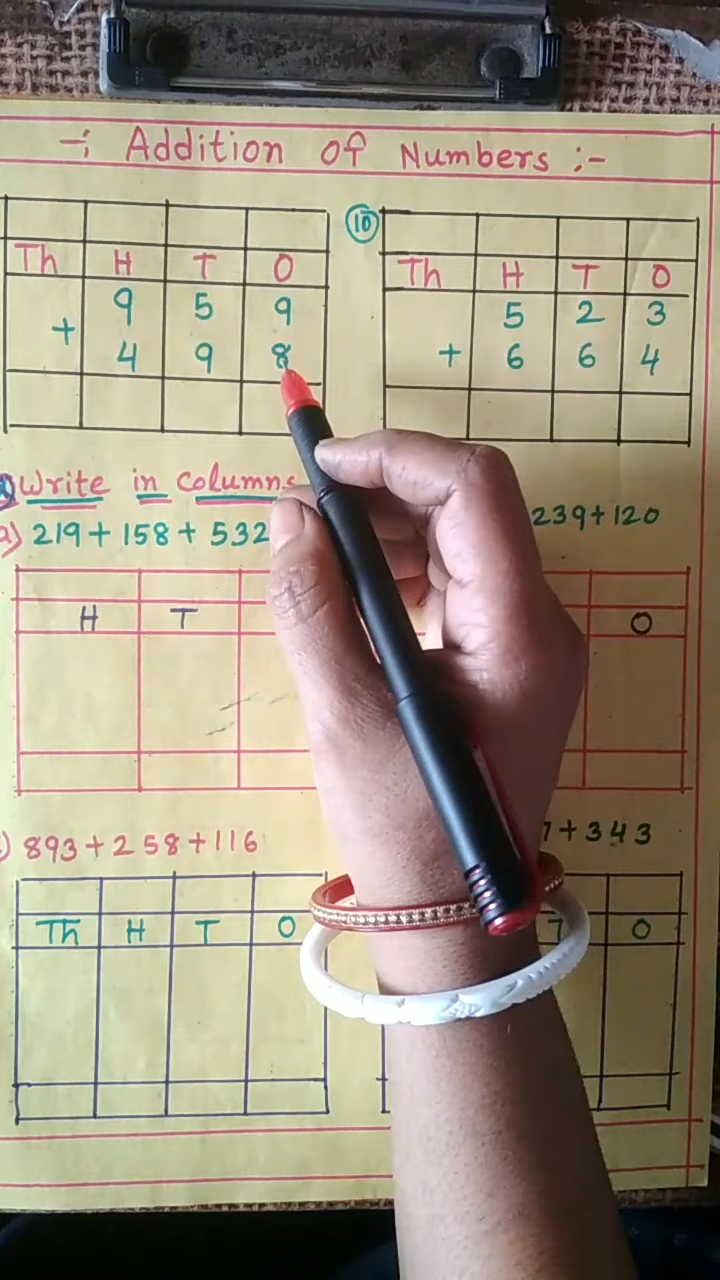 -: Addition of Numbers :-
Th H T O
9 5 9
+ 4 9 8
10
Th H T O
5 2 3
+ 6 6 4
Write in columns
a) 219+158+532
239+120
H T
O
) 893+258+116
7+343
Th H T O
T O